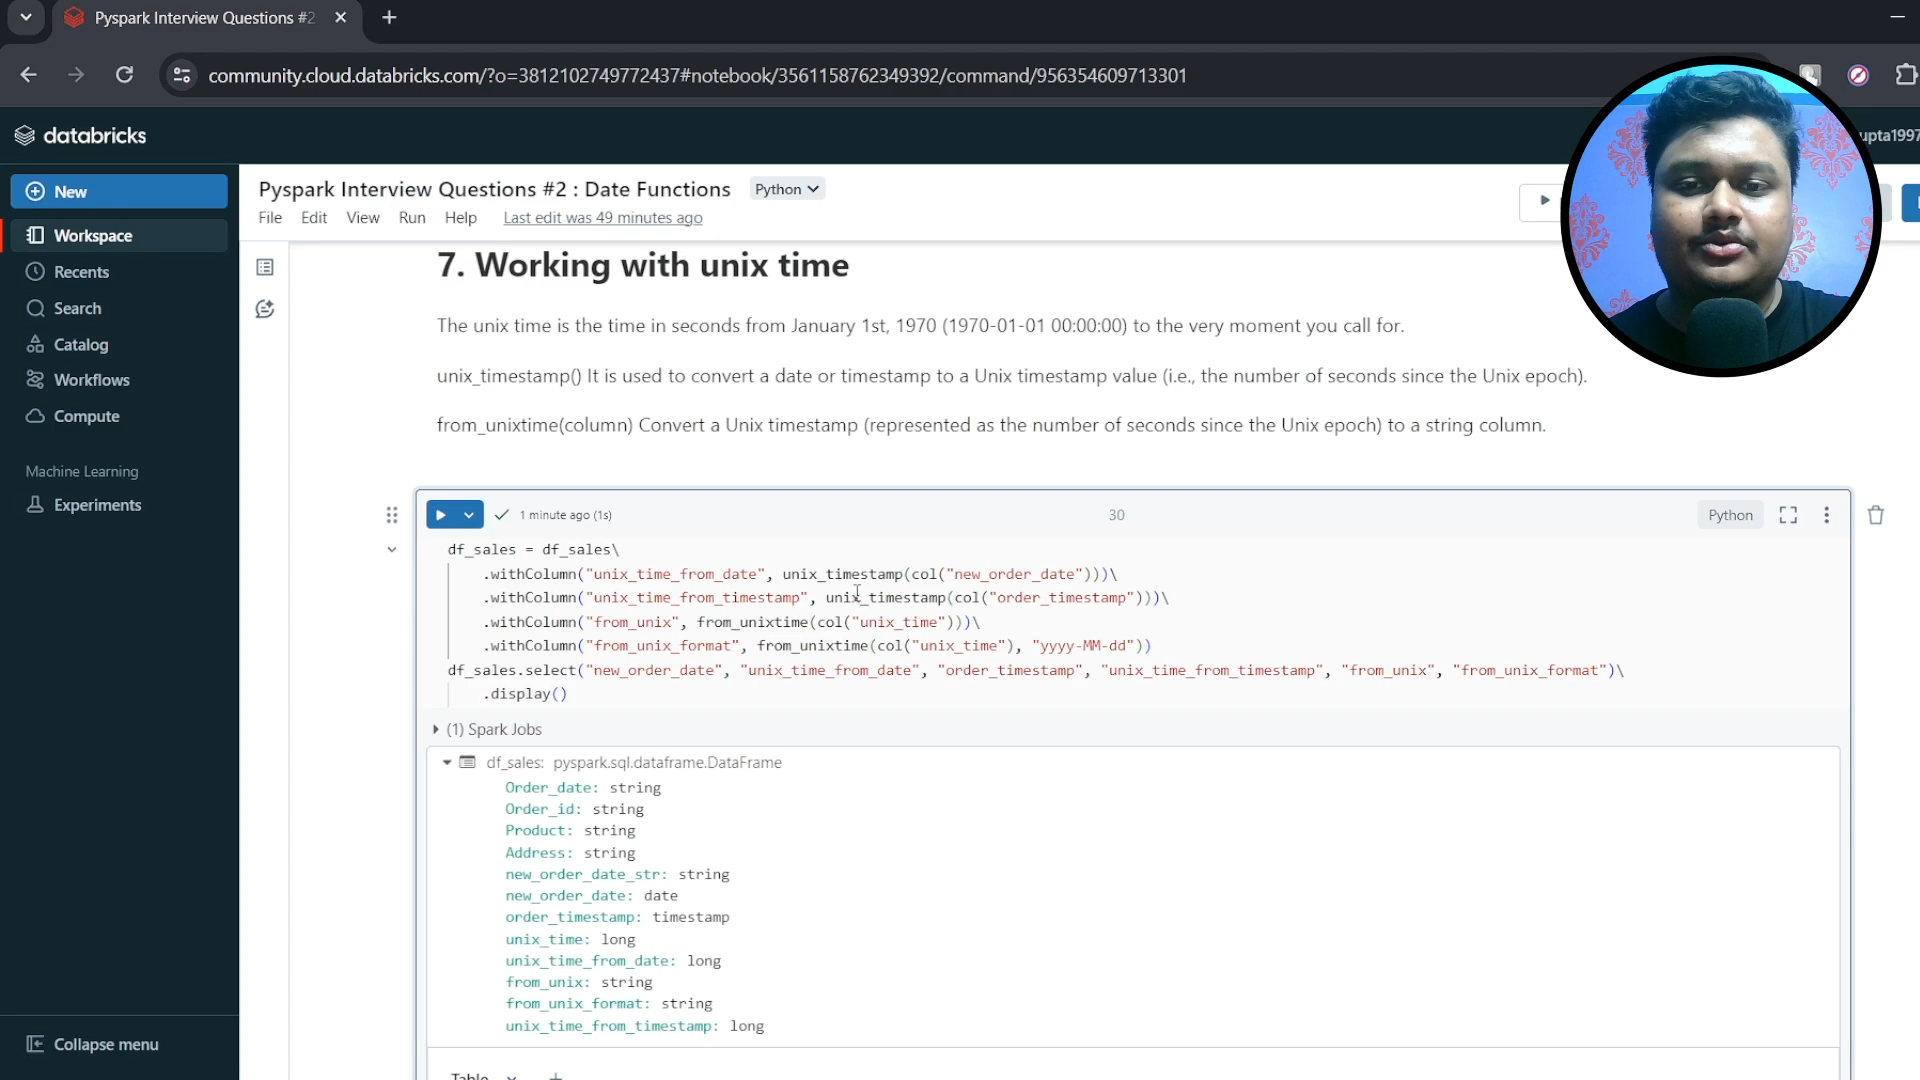 Pyspark Interview Questions #2
community.cloud.databricks.com/?o=3812102749772437#notebook/3561158762349392/command/956354609713301
databricks
upta1997
New
Workspace
Recents
Search
Catalog
Workflows
Compute
Machine Learning
Experiments
Collapse menu
Pyspark Interview Questions #2 : Date Functions
Python
File Edit View Run Help Last edit was 49 minutes ago
7. Working with unix time
The unix time is the time in seconds from January 1st, 1970 (1970-01-01 00:00:00) to the very moment you call for.
unix_timestamp() It is used to convert a date or timestamp to a Unix timestamp value (i.e., the number of seconds since the Unix epoch).
from_unixtime(column) Convert a Unix timestamp (represented as the number of seconds since the Unix epoch) to a string column.
1 minute ago (1s)
30
Python
df_sales = df_sales\
.withColumn("unix_time_from_date", unix_timestamp(col("new_order_date")))\
.withColumn("unix_time_from_timestamp", unix_timestamp(col("order_timestamp")))\
.withColumn("from_unix", from_unixtime(col("unix_time")))\
.withColumn("from_unix_format", from_unixtime(col("unix_time"), "yyyy-MM-dd"))
df_sales.select("new_order_date", "unix_time_from_date", "order_timestamp", "unix_time_from_timestamp", "from_unix", "from_unix_format")\
.display()
(1) Spark Jobs
df_sales: pyspark.sql.dataframe.DataFrame
Order_date: string
Order_id: string
Product: string
Address: string
new_order_date_str: string
new_order_date: date
order_timestamp: timestamp
unix_time: long
unix_time_from_date: long
from_unix: string
from_unix_format: string
unix_time_from_timestamp: long
Table